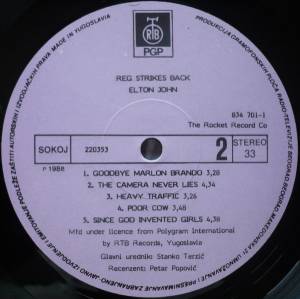 RTB
PGP
REG STRIKES BACK
ELTON JOHN
834 701-1
The Rocket Record Co
SOKOJ
220353
2
STEREO
33
P 1988
1. GOODBYE MARLON BRANDO 3,28
2. THE CAMERA NEVER LIES 4,34
3. HEAVY TRAFFIC 3,26
4. POOR COW 3,48
5. SINCE GOD INVENTED GIRLS 4,38
Mfd under licence from Polygram International
by RTB Records, Yugoslavia
Glavni urednik: Stanko Terzić
Recenzent: Petar Popović
MADE IN YUGOSLAVIA
PRODUKCIJA GRAMOFONSKIH PLOČA RADIO-TELEVIZIJE BEOGRAD